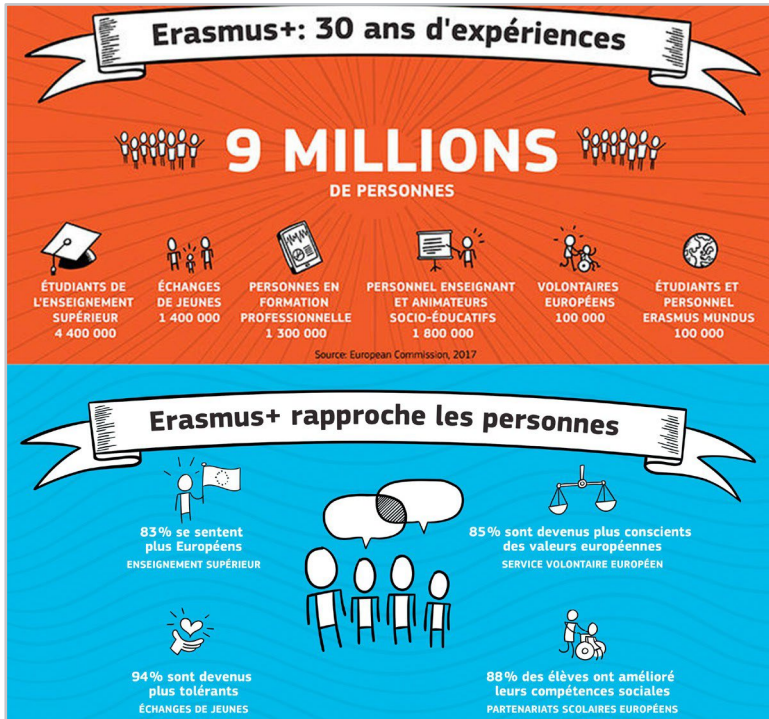 Erasmus+: 30 ans d'expériences
9 MILLIONS
DE PERSONNES
ÉTUDIANTS DE
L'ENSEIGNEMENT
SUPÉRIEUR
4 400 000
ÉCHANGES
DE JEUNES
1 400 000
PERSONNES EN
FORMATION
PROFESSIONNELLE
1 300 000
PERSONNEL ENSEIGNANT
ET ANIMATEURS
SOCIO-ÉDUCATIFS
1 800 000
VOLONTAIRES
EUROPÉENS
100 000
ÉTUDIANTS ET
PERSONNEL
ERASMUS MUNDUS
100 000
Source: European Commission, 2017
Erasmus+ rapproche les personnes
83% se sentent
plus Européens
ENSEIGNEMENT SUPÉRIEUR
85% sont devenus plus conscients
des valeurs européennes
SERVICE VOLONTAIRE EUROPÉEN
94% sont devenus
plus tolérants
ÉCHANGES DE JEUNES
88% des élèves ont amélioré
leurs compétences sociales
PARTENARIATS SCOLAIRES EUROPÉENS